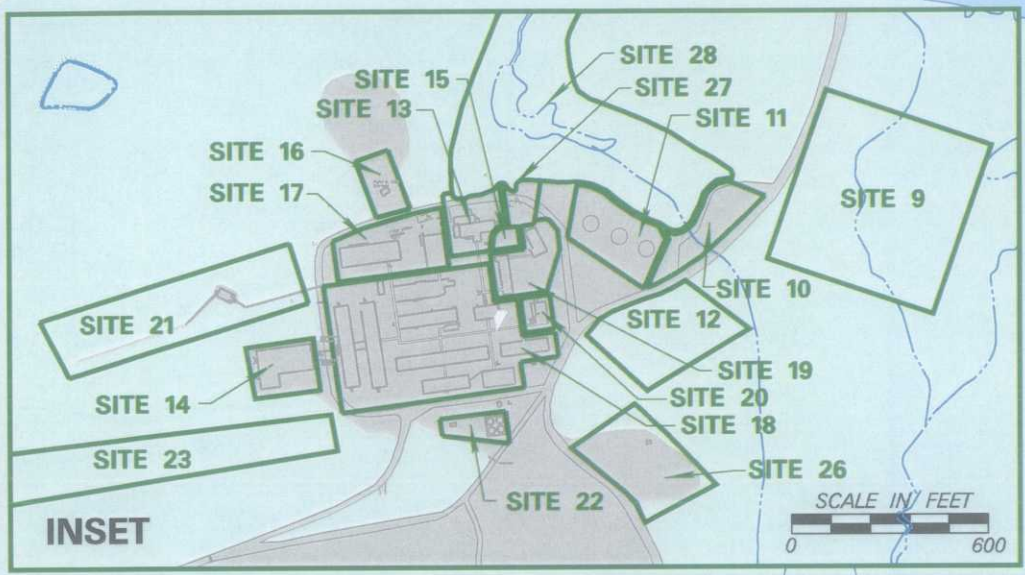 SITE 28
SITE 15
SITE 27
SITE 13
SITE 11
SITE 16
SITE 17
SITE 9
SITE 10
SITE 21
SITE 12
SITE 19
SITE 14
SITE 20
SITE 18
SITE 23
SITE 26
SITE 22
SCALE IN FEET
INSET
0 600